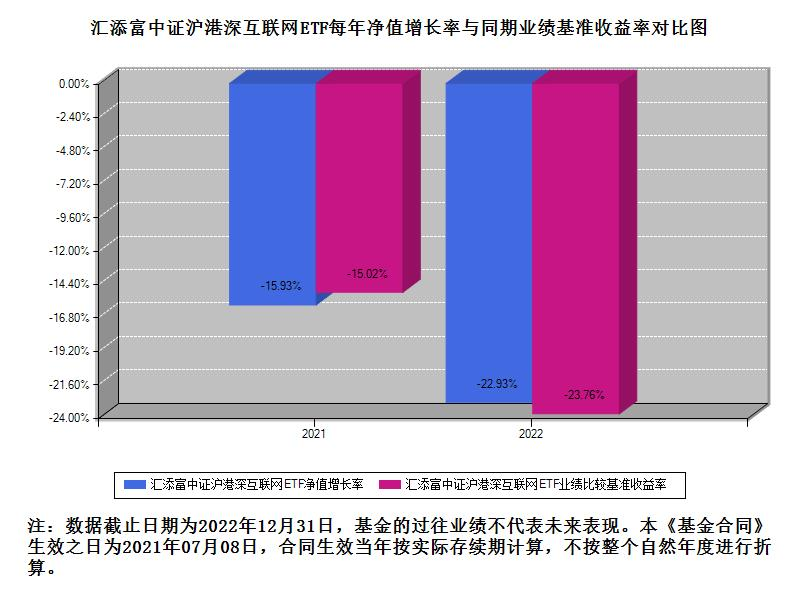 汇添富中证沪港深互联网ETF每年净值增长率与同期业绩基准收益率对比图
0.00%
-2.40%
-4.80%
-7.20%
-9.60%
-12.00%
-14.40%
-16.80%
-19.20%
-21.60%
-24.00%
-15.93%
-15.02%
-22.93%
-23.76%
2021
2022
汇添富中证沪港深互联网ETF净值增长率
汇添富中证沪港深互联网ETF业绩比较基准收益率
注：数据截止日期为2022年12月31日，基金的过往业绩不代表未来表现。本《基金合同》
生效之日为2021年07月08日，合同生效当年按实际存续期计算，不按整个自然年度进行折
算。